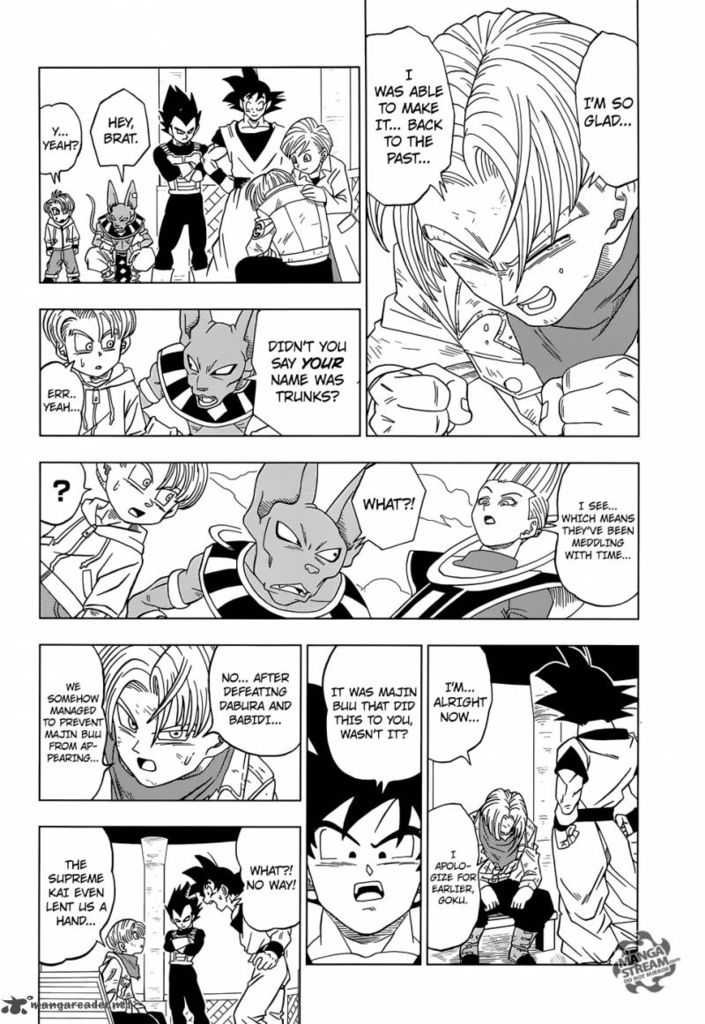 I'M SO
GLAD...
I
WAS ABLE
TO MAKE
IT... BACK
TO THE
PAST...
HEY,
BRAT.
Y...
YEAH?
DIDN'T YOU
SAY YOUR
NAME WAS
TRUNKS?
ERR..
YEAH...
I SEE...
WHICH MEANS
THEY'VE BEEN
MEDDLING
WITH TIME...
WHAT?!
?
I'M...
ALRIGHT
NOW...
I
APOLO-
GIZE FOR
EARLIER,
GOKU.
IT WAS MAJIN
BUU THAT DID
THIS TO YOU,
WASN'T IT?
NO... AFTER
DEFEATING
DABURA AND
BABIDI...
WE
SOMEHOW
MANAGED
TO PREVENT
MAJIN BUU
FROM AP-
PEARING...
WHAT?!
NO WAY!
THE
SUPREME
KAI EVEN
LENT US A
HAND...
MANGA
STREAM.com
DO NOT MIRROR
mangareader.net